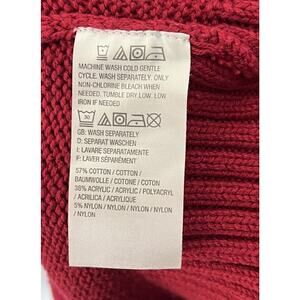 MACHINE WASH COLD GENTLE
CYCLE. WASH SEPARATELY. ONLY
NON-CHLORINE BLEACH WHEN
NEEDED. TUMBLE DRY LOW. LOW
IRON IF NEEDED
30
GB: WASH SEPARATELY
D: SEPARAT WASCHEN
I: LAVARE SEPARATAMENTE
F: LAVER SÉPARÉMENT
57% COTTON / COTTON /
BAUMWOLLE / COTONE / COTON
38% ACRYLIC / ACRYLIC / POLYACRYL
/ ACRILICA / ACRYLIQUE
5% NYLON / NYLON / NYLON / NYLON
/ NYLON